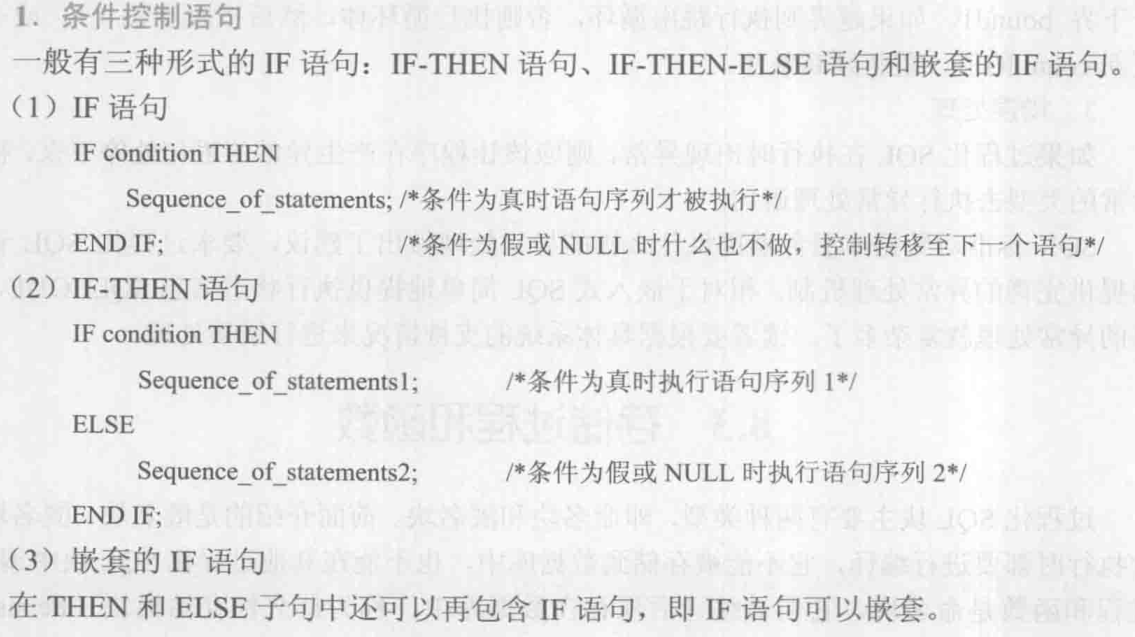 1. 条件控制语句
一般有三种形式的 IF 语句：IF-THEN 语句、IF-THEN-ELSE 语句和嵌套的 IF 语句。
（1）IF 语句
IF condition THEN
Sequence_of_statements; /*条件为真时语句序列才被执行*/
END IF; /*条件为假或 NULL 时什么也不做，控制转移至下一个语句*/
（2）IF-THEN 语句
IF condition THEN
Sequence_of_statements1; /*条件为真时执行语句序列 1*/
ELSE
Sequence_of_statements2; /*条件为假或 NULL 时执行语句序列 2*/
END IF;
（3）嵌套的 IF 语句
在 THEN 和 ELSE 子句中还可以再包含 IF 语句，即 IF 语句可以嵌套。